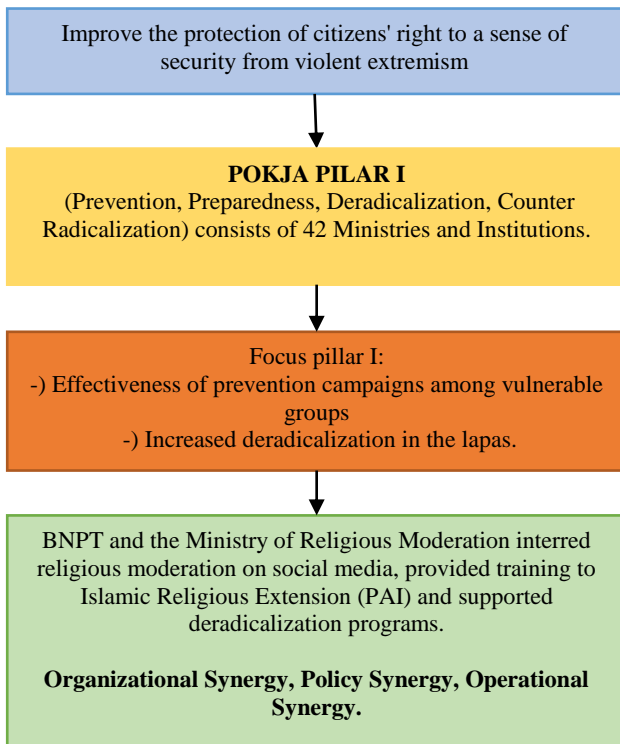 Improve the protection of citizens' right to a sense of
security from violent extremism
POKJA PILAR I
(Prevention, Preparedness, Deradicalization, Counter
Radicalization) consists of 42 Ministries and Institutions.
Focus pillar I:
-) Effectiveness of prevention campaigns among vulnerable
groups
-) Increased deradicalization in the lapas.
BNPT and the Ministry of Religious Moderation interred
religious moderation on social media, provided training to
Islamic Religious Extension (PAI) and supported
deradicalization programs.
Organizational Synergy, Policy Synergy, Operational
Synergy.